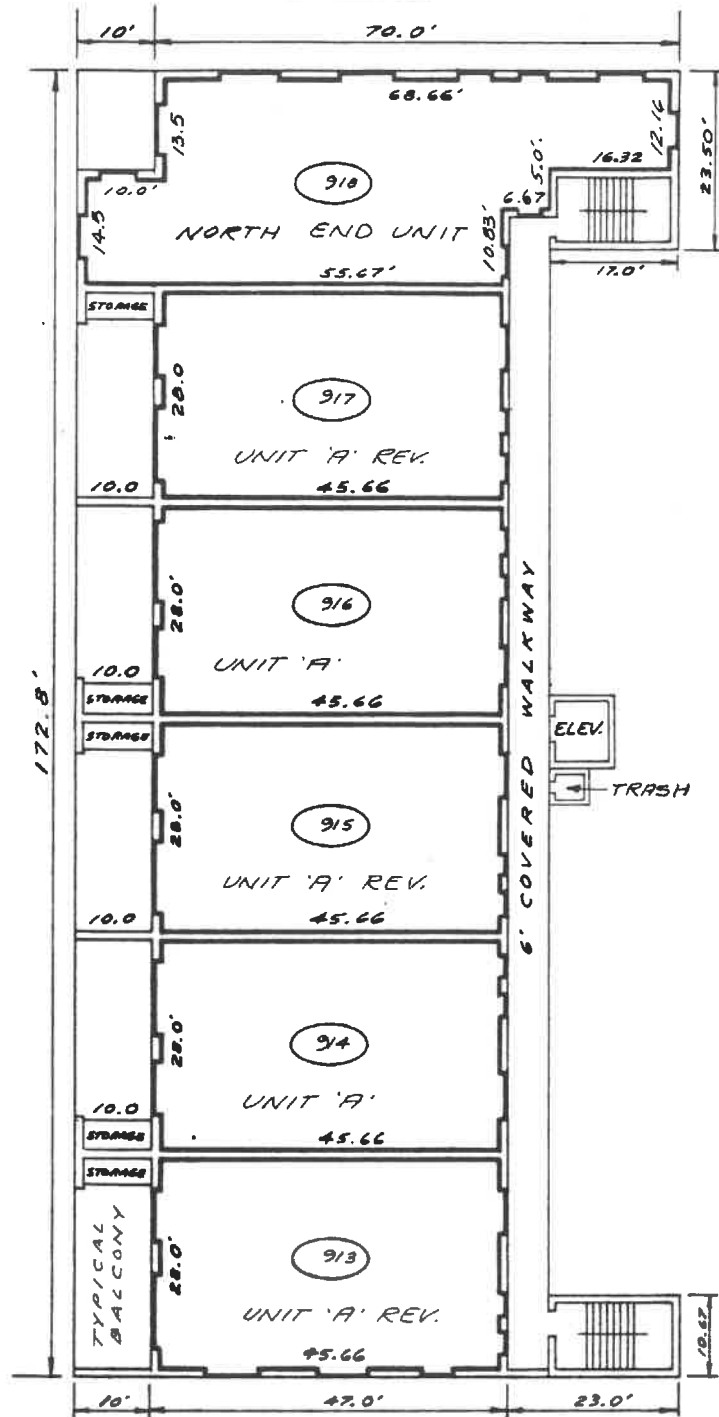 10' 70.0'
68.66'
13.5
12.16
23.50'
918
5.0'
16.32
10.0'
6.67
14.5
NORTH END UNIT
10.83'
55.67'
17.0'
STORAGE
917
28.0
UNIT 'A' REV.
10.0 45.66
916
28.0'
UNIT 'A'
10.0
STORAGE
45.66
172.8'
6' COVERED WALKWAY
STORAGE
ELEV.
TRASH
915
28.0'
UNIT 'A' REV.
10.0 45.66
914
28.0'
UNIT 'A'
10.0
STORAGE
45.66
STORAGE
TYPICAL
BALCONY
913
28.0'
UNIT 'A' REV.
45.66
10.67
10' 47.0' 23.0'